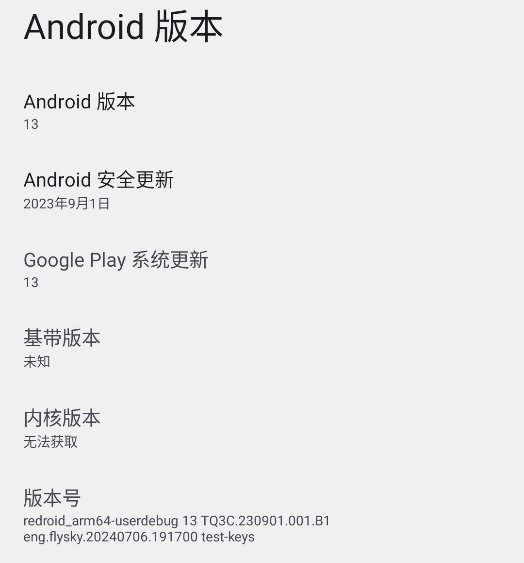 Android 版本
Android 版本
13
Android 安全更新
2023年9月1日
Google Play 系统更新
13
基带版本
未知
内核版本
无法获取
版本号
redroid_arm64-userdebug 13 TQ3C.230901.001.B1
eng.flysky.20240706.191700 test-keys